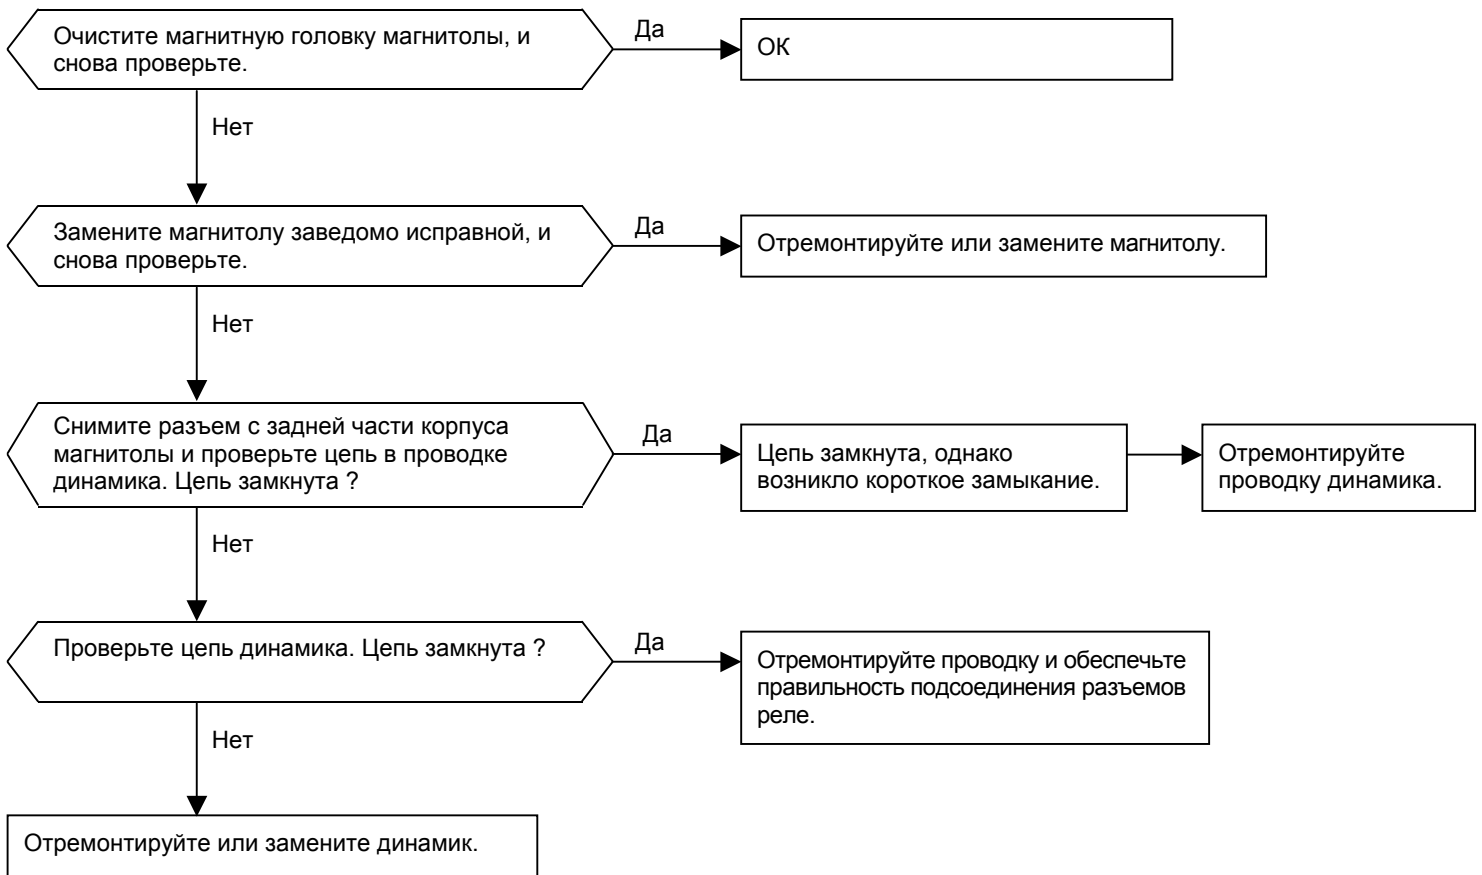 Очистите магнитную головку магнитолы, и
снова проверьте.
Да
ОК
Нет
Замените магнитолу заведомо исправной, и
снова проверьте.
Да
Отремонтируйте или замените магнитолу.
Нет
Снимите разъем с задней части корпуса
магнитолы и проверьте цепь в проводке
динамика. Цепь замкнута ?
Да
Цепь замкнута, однако
возникло короткое замыкание.
Отремонтируйте
проводку динамика.
Нет
Проверьте цепь динамика. Цепь замкнута ?
Да
Отремонтируйте проводку и обеспечьте
правильность подсоединения разъемов
реле.
Нет
Отремонтируйте или замените динамик.